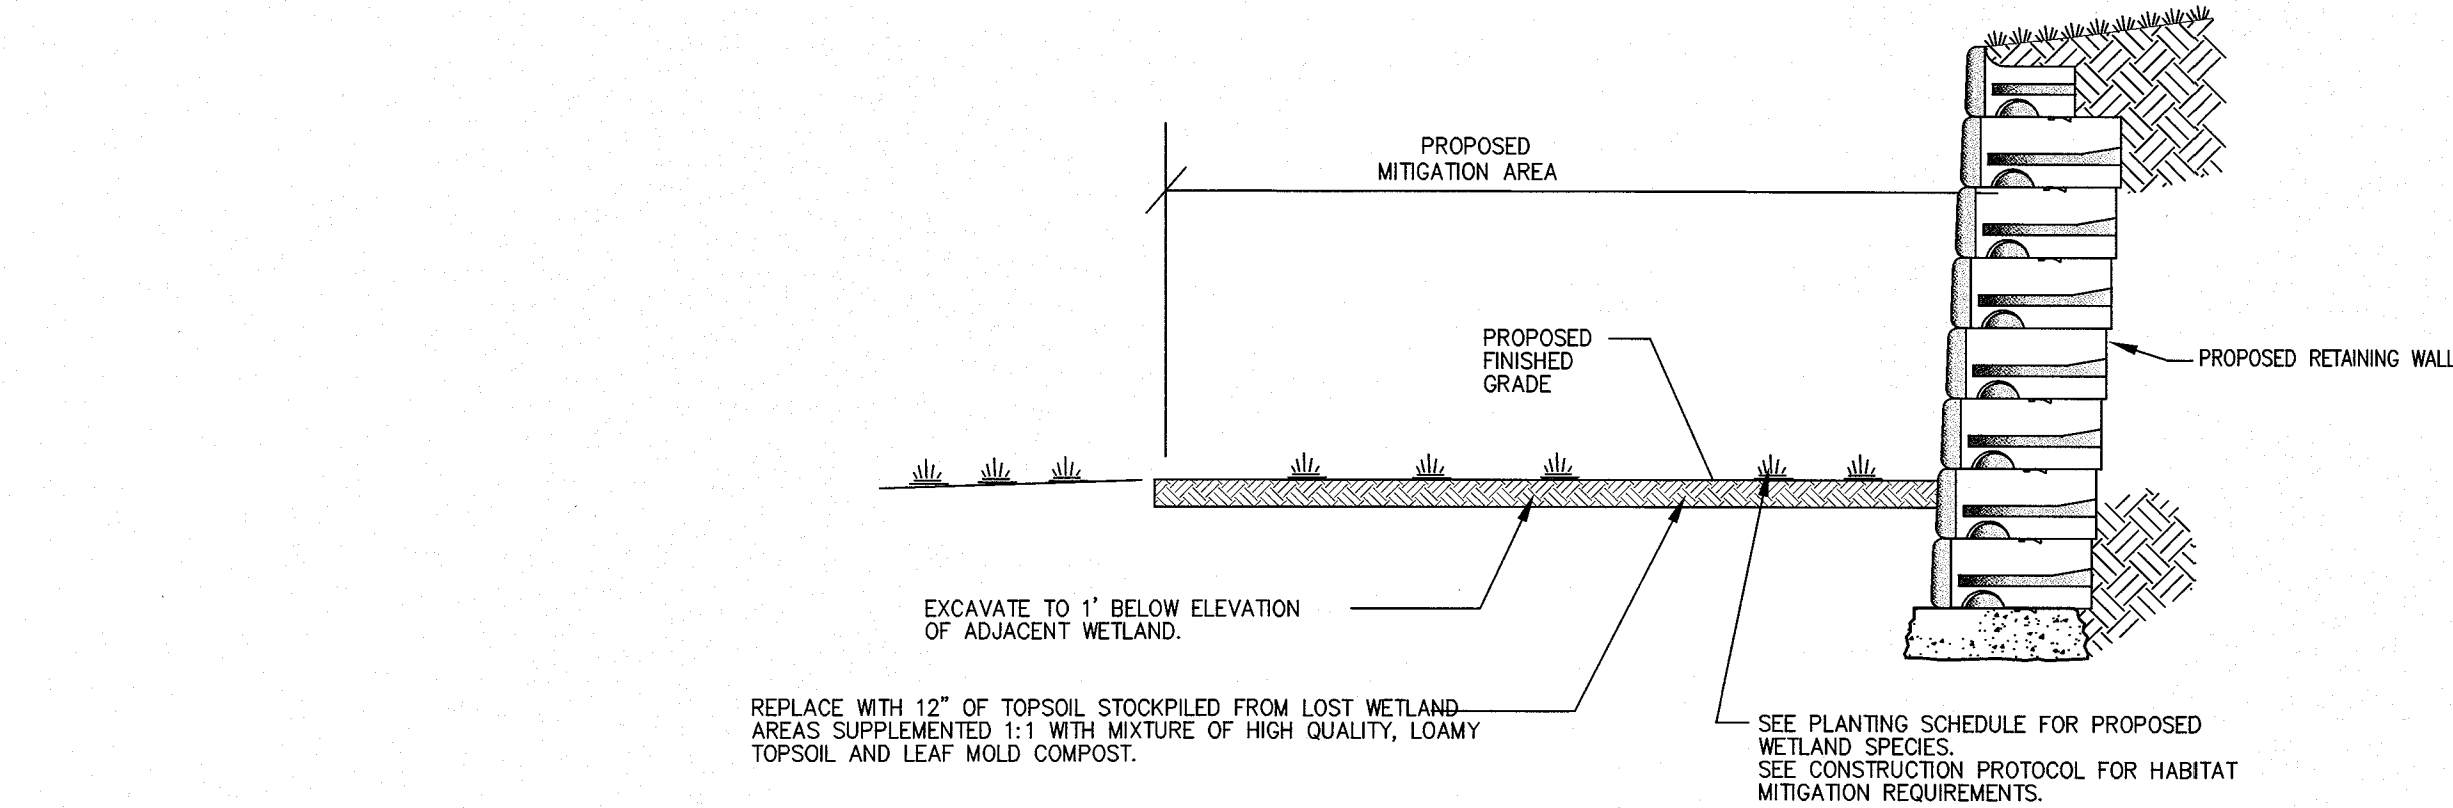 PROPOSED
MITIGATION AREA
PROPOSED
FINISHED
GRADE
PROPOSED RETAINING WALL
EXCAVATE TO 1' BELOW ELEVATION
OF ADJACENT WETLAND.
REPLACE WITH 12" OF TOPSOIL STOCKPILED FROM LOST WETLAND
AREAS SUPPLEMENTED 1:1 WITH MIXTURE OF HIGH QUALITY, LOAMY
TOPSOIL AND LEAF MOLD COMPOST.
SEE PLANTING SCHEDULE FOR PROPOSED
WETLAND SPECIES.
SEE CONSTRUCTION PROTOCOL FOR HABITAT
MITIGATION REQUIREMENTS.